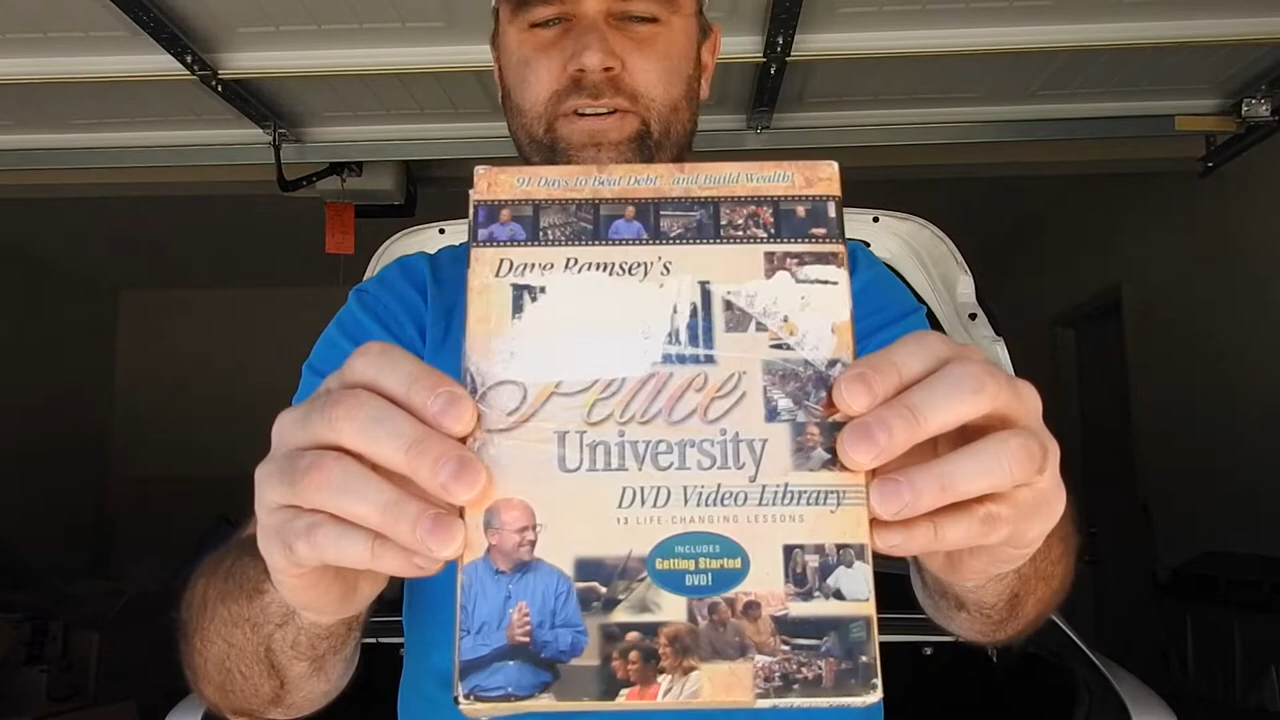 91 Days to Beat Debt...and Build Wealth!
Dave Ramsey's
Peace
University
DVD Video Library
13 LIFE-CHANGING LESSONS
INCLUDES
Getting Started
DVD!